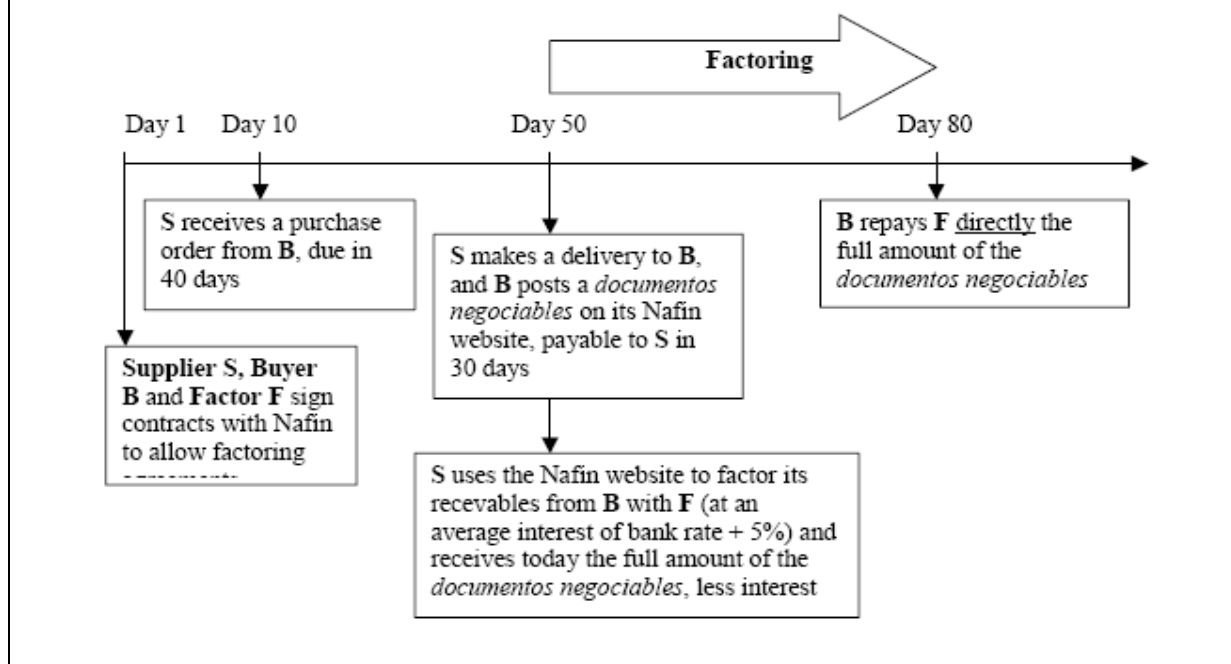 Factoring
Day 1
Day 10
Day 50
Day 80
S receives a purchase
order from B, due in
40 days
Supplier S, Buyer
B and Factor F sign
contracts with Nafin
to allow factoring
S makes a delivery to B,
and B posts a documentos
negociables on its Nafin
website, payable to S in
30 days
S uses the Nafin website to factor its
recevables from B with F (at an
average interest of bank rate + 5%) and
receives today the full amount of the
documentos negociables, less interest
B repays F directly the
full amount of the
documentos negociables